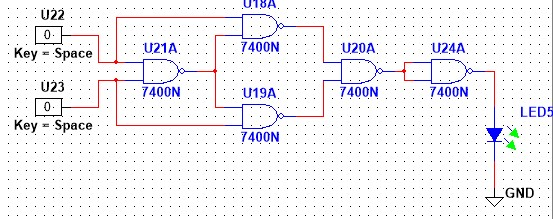 U18A
U22
0
Key = Space
U21A
7400N
7400N
U20A
U24A
7400N
7400N
U23
0
Key = Space
U19A
7400N
LED5
GND